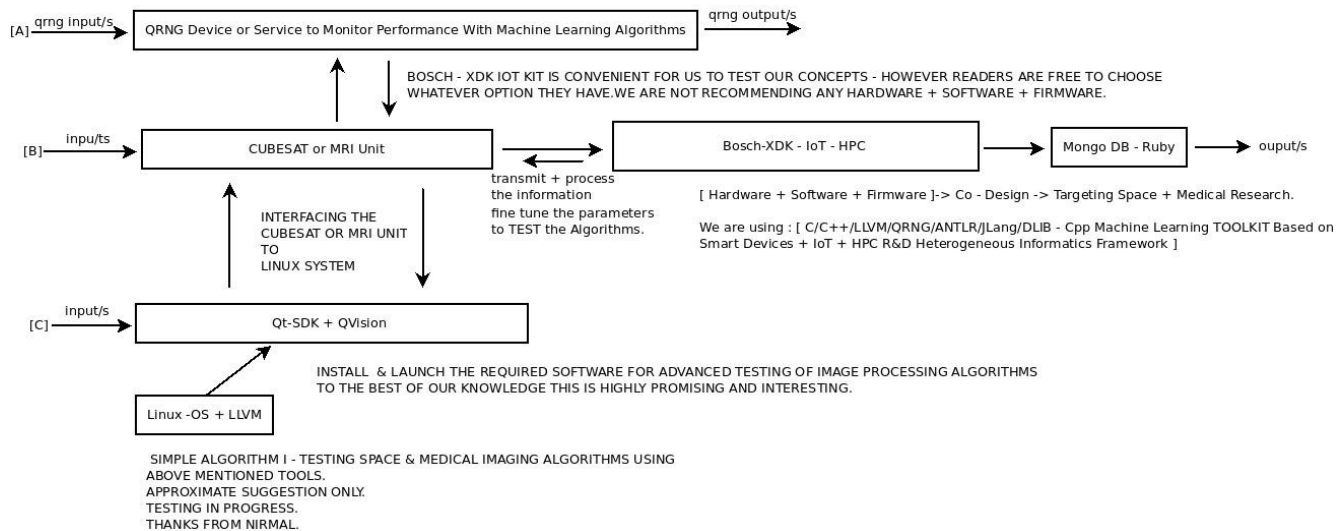 qrng input/s
qrng output/s
[A]
QRNG Device or Service to Monitor Performance With Machine Learning Algorithms
BOSCH - XDK IOT KIT IS CONVENIENT FOR US TO TEST OUR CONCEPTS - HOWEVER READERS ARE FREE TO CHOOSE
WHATEVER OPTION THEY HAVE.WE ARE NOT RECOMMENDING ANY HARDWARE + SOFTWARE + FIRMWARE.
inpu/ts
[B]
CUBESAT or MRI Unit
Bosch-XDK - IoT - HPC
Mongo DB - Ruby
ouput/s
transmit + process
the information
fine tune the parameters
to TEST the Algorithms.
[ Hardware + Software + Firmware ]-> Co - Design -> Targeting Space + Medical Research.
We are using : [ C/C++/LLVM/QRNG/ANTLR/JLang/DLIB - Cpp Machine Learning TOOLKIT Based on
Smart Devices + IoT + HPC R&D Heterogeneous Informatics Framework ]
INTERFACING THE
CUBESAT OR MRI UNIT
TO
LINUX SYSTEM
input/s
[C]
Qt-SDK + QVision
INSTALL & LAUNCH THE REQUIRED SOFTWARE FOR ADVANCED TESTING OF IMAGE PROCESSING ALGORITHMS
TO THE BEST OF OUR KNOWLEDGE THIS IS HIGHLY PROMISING AND INTERESTING.
Linux -OS + LLVM
SIMPLE ALGORITHM I - TESTING SPACE & MEDICAL IMAGING ALGORITHMS USING
ABOVE MENTIONED TOOLS.
APPROXIMATE SUGGESTION ONLY.
TESTING IN PROGRESS.
THANKS FROM NIRMAL.